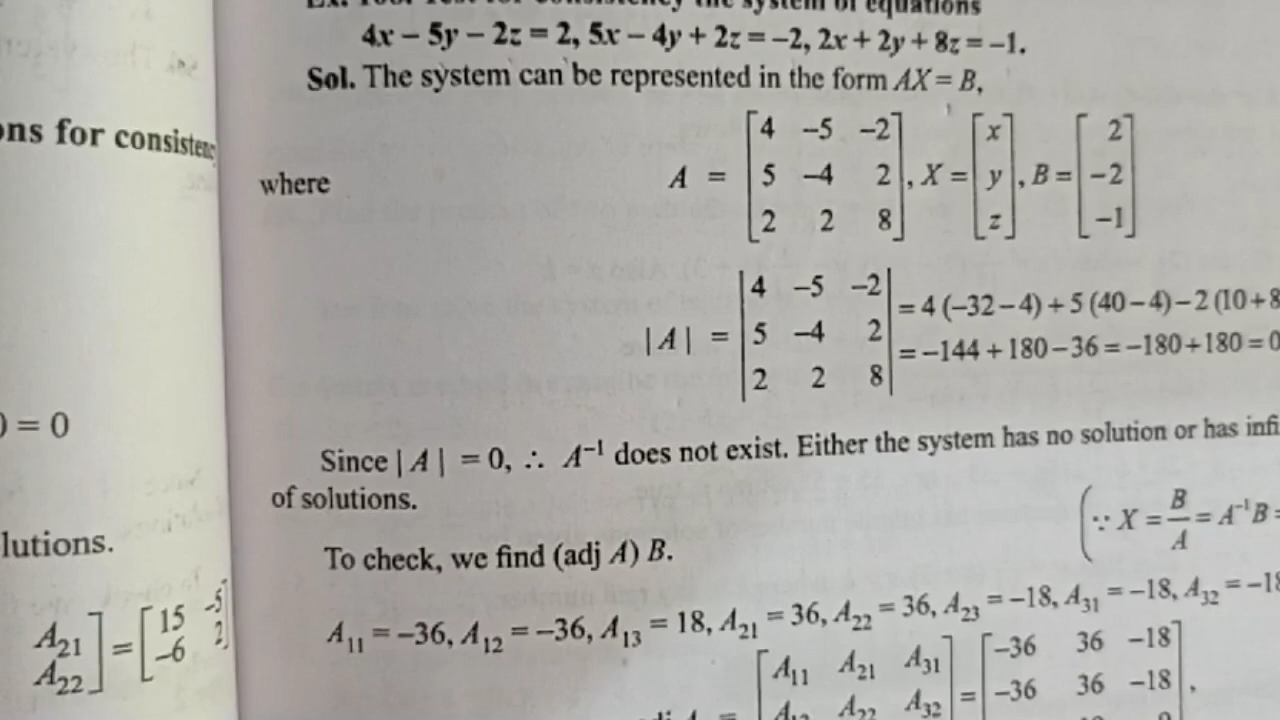 4x – 5y – 2z = 2, 5x – 4y + 2z = –2, 2x + 2y + 8z = –1.
Sol. The system can be represented in the form AX = B,
where A = [4 –5 –2
5 –4 2
2 2 8], X = [x
y
z], B = [2
–2
–1]
|A| = |4 –5 –2
5 –4 2
2 2 8| = 4 (–32 – 4) + 5 (40 – 4) – 2 (10 + 8
= –144 + 180 – 36 = –180 + 180 = 0
Since | A | = 0, ∴ A⁻¹ does not exist. Either the system has no solution or has infi
of solutions.
(∵ X = B/A = A⁻¹B =
To check, we find (adj A) B.
A₁₁ = –36, A₁₂ = –36, A₁₃ = 18, A₂₁ = 36, A₂₂ = 36, A₂₃ = –18, A₃₁ = –18, A₃₂ = –18
[A₁₁ A₂₁ A₃₁] = [–36 36 –18
A₂₂ A₃₂ –36 36 –18],
ons for
) = 0
lutions.
A₂₁] = [15 –5
A₂₂] –6 2]